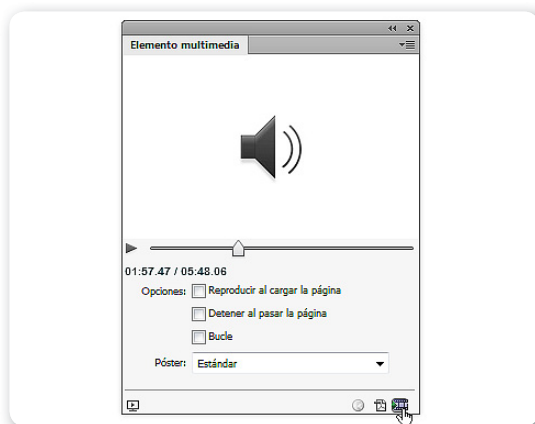 Elemento multimedia
01:57.47 / 05:48.06
Opciones: Reproducir al cargar la página
Detener al pasar la página
Bucle
Póster: Estándar